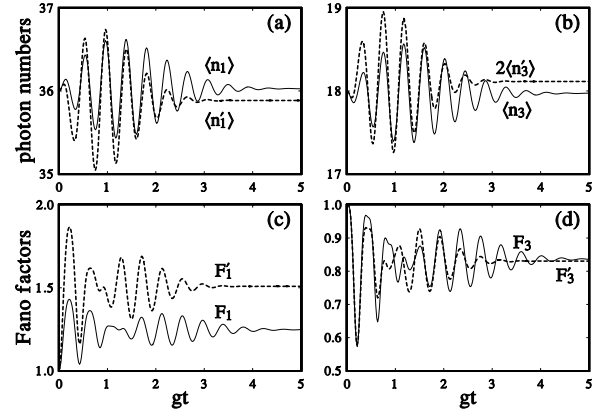 photon numbers
37
36
35
0 1 2 3 4 5
(a)
⟨n₁⟩
⟨n′₁⟩
19
18
17
0 1 2 3 4 5
(b)
2⟨n′₃⟩
⟨n₃⟩
Fano factors
2.0
1.5
1.0
0 1 2 3 4 5
(c)
F′₁
F₁
gt
1.0
0.9
0.8
0.7
0.6
0.5
0 1 2 3 4 5
(d)
F₃
F′₃
gt